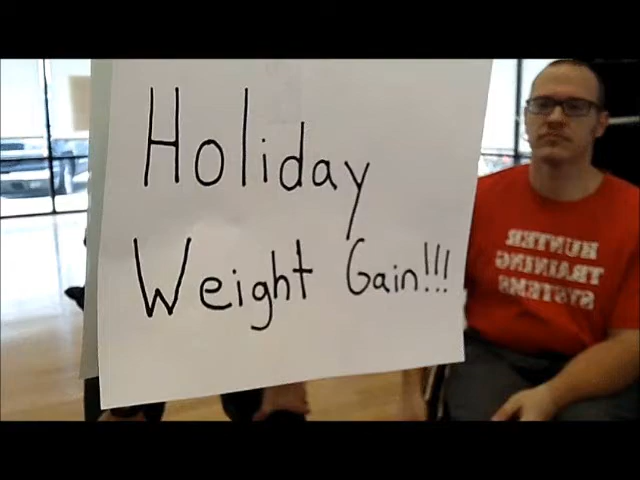 Holiday
Weight Gain!!!
HUNTER
TRAINING
SYSTEMS